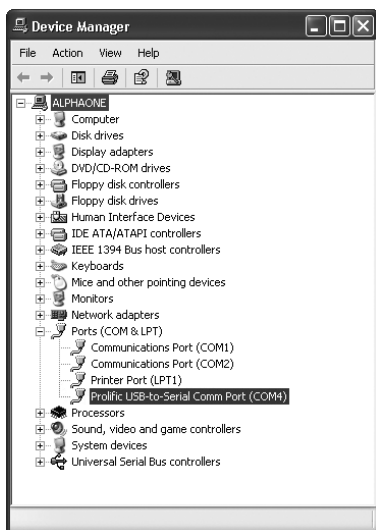 Device Manager
File Action View Help
ALPHAONE
Computer
Disk drives
Display adapters
DVD/CD-ROM drives
Floppy disk controllers
Floppy disk drives
Human Interface Devices
IDE ATA/ATAPI controllers
IEEE 1394 Bus host controllers
Keyboards
Mice and other pointing devices
Monitors
Network adapters
Ports (COM & LPT)
Communications Port (COM1)
Communications Port (COM2)
Printer Port (LPT1)
Prolific USB-to-Serial Comm Port (COM4)
Processors
Sound, video and game controllers
System devices
Universal Serial Bus controllers